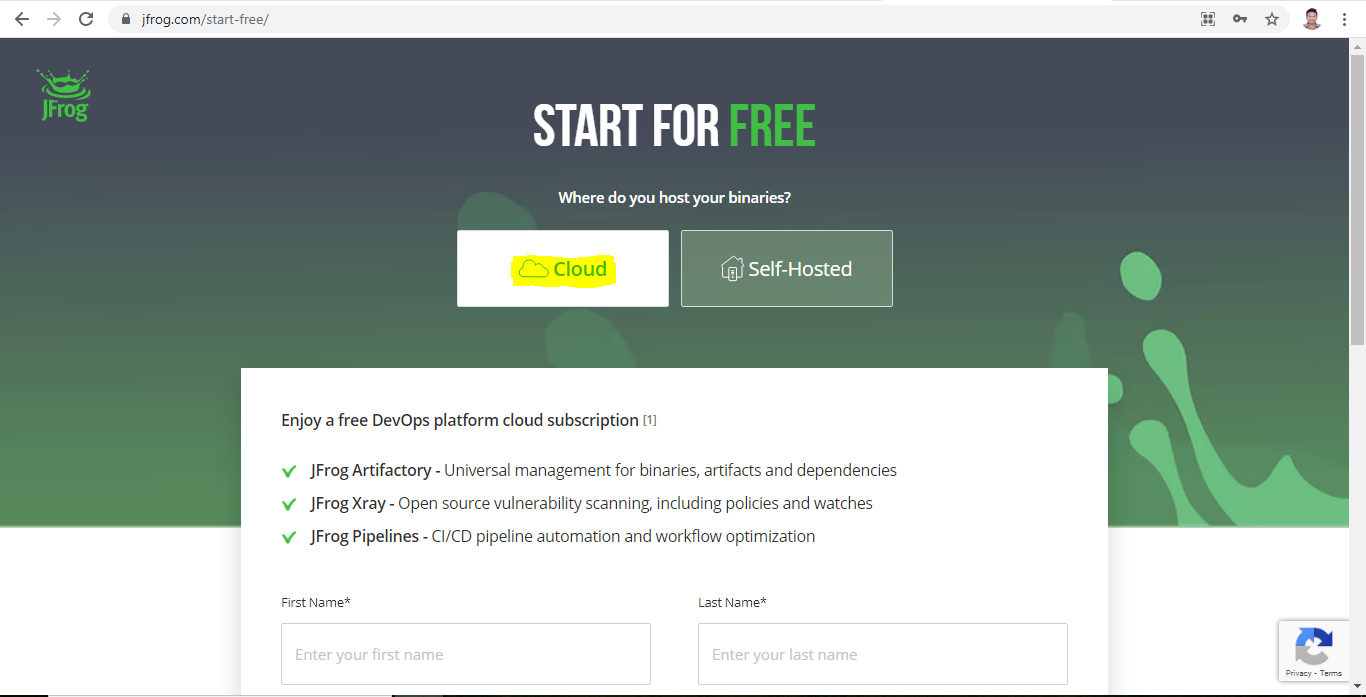 jfrog.com/start-free/
JFrog
START FOR FREE
Where do you host your binaries?
Cloud
Self-Hosted
Enjoy a free DevOps platform cloud subscription [1]
JFrog Artifactory - Universal management for binaries, artifacts and dependencies
JFrog Xray - Open source vulnerability scanning, including policies and watches
JFrog Pipelines - CI/CD pipeline automation and workflow optimization
First Name*
Last Name*
Enter your first name
Enter your last name
Privacy - Terms